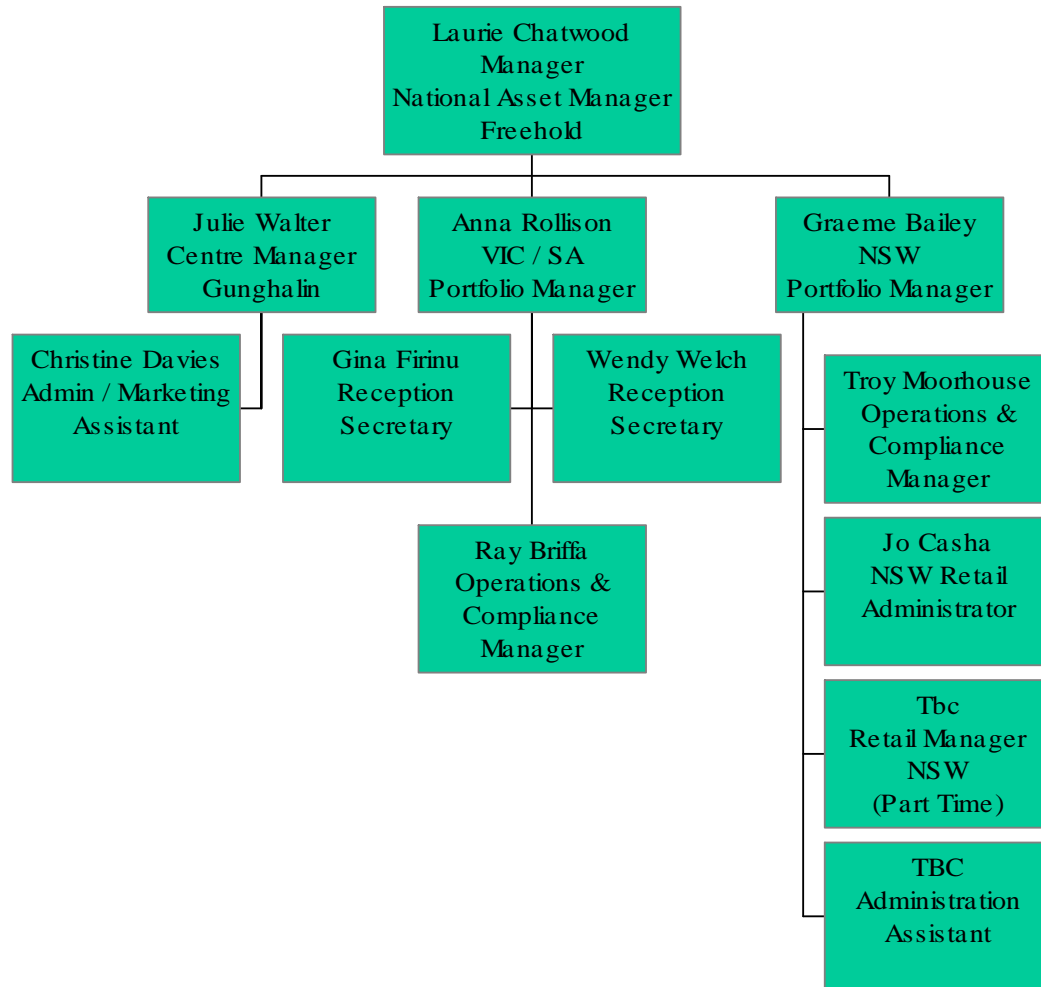 Laurie Chatwood
Manager
National Asset Manager
Freehold
Julie Walter
Centre Manager
Gunghalin
Anna Rollison
VIC / SA
Portfolio Manager
Graeme Bailey
NSW
Portfolio Manager
Christine Davies
Admin / Marketing
Assistant
Gina Firinu
Reception
Secretary
Wendy Welch
Reception
Secretary
Ray Briffa
Operations &
Compliance
Manager
Troy Moorhouse
Operations &
Compliance
Manager
Jo Casha
NSW Retail
Administrator
Tbc
Retail Manager
NSW
(Part Time)
TBC
Administration
Assistant